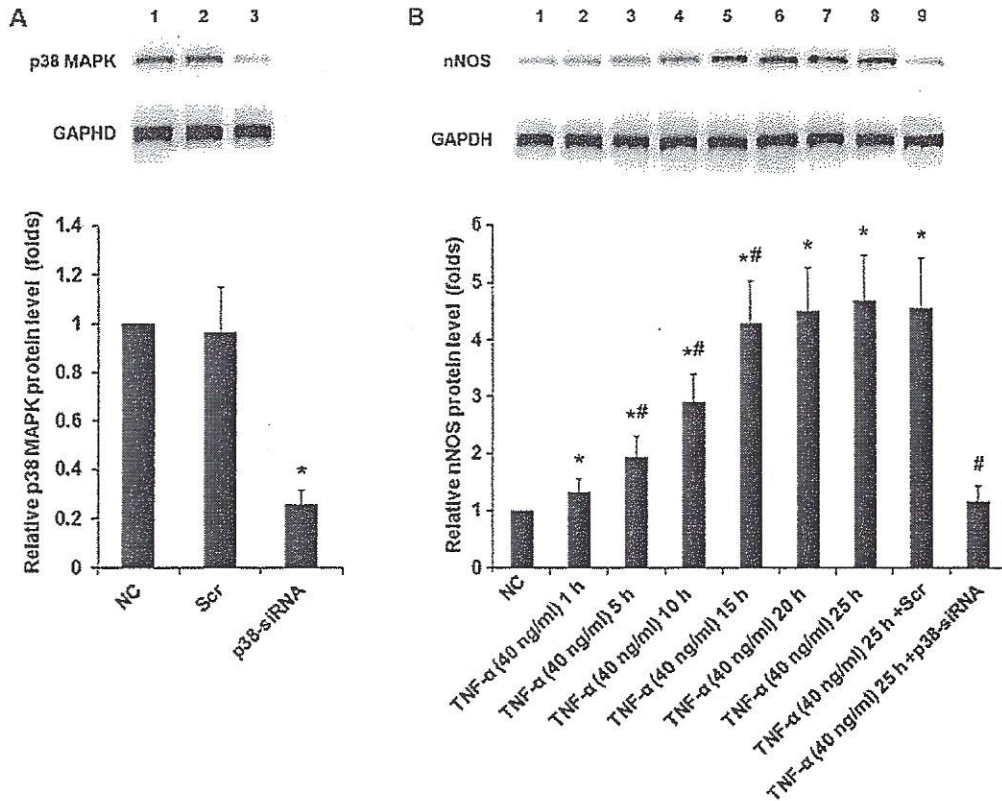 A
1 2 3
p38 MAPK
GAPHD
Relative p38 MAPK protein level (folds)
1.4
1.2
1
0.8
0.6
0.4
0.2
0
*
NC
Scr
p38-siRNA
B
1 2 3 4 5 6 7 8 9
nNOS
GAPDH
Relative nNOS protein level (folds)
6
5
4
3
2
1
0
* *# *# *# * * * #
NC
TNF-α (40 ng/ml) 1 h
TNF-α (40 ng/ml) 5 h
TNF-α (40 ng/ml) 10 h
TNF-α (40 ng/ml) 15 h
TNF-α (40 ng/ml) 20 h
TNF-α (40 ng/ml) 25 h
TNF-α (40 ng/ml) 25 h +Scr
TNF-α (40 ng/ml) 25 h +p38-siRNA